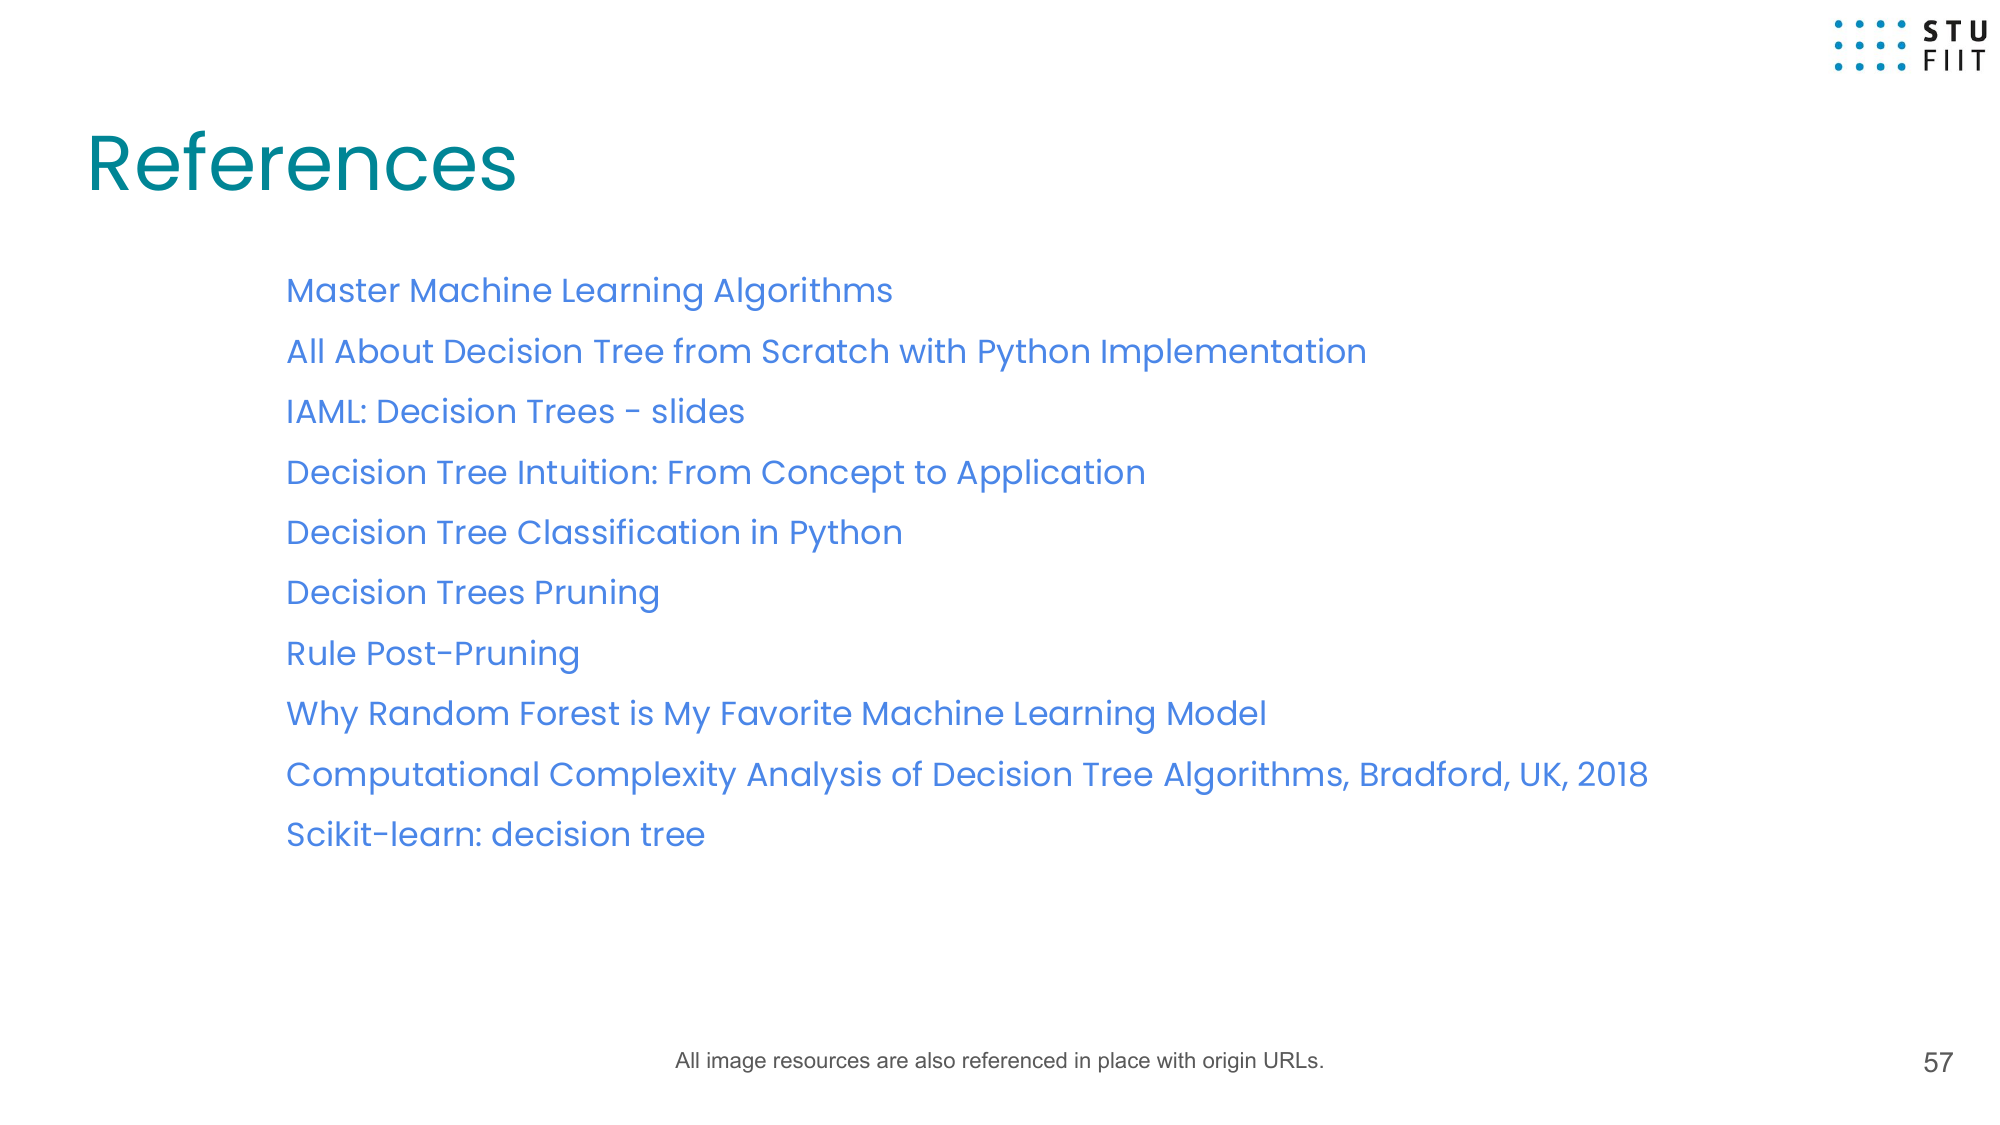 STU
FIIT
References
Master Machine Learning Algorithms
All About Decision Tree from Scratch with Python Implementation
IAML: Decision Trees - slides
Decision Tree Intuition: From Concept to Application
Decision Tree Classification in Python
Decision Trees Pruning
Rule Post-Pruning
Why Random Forest is My Favorite Machine Learning Model
Computational Complexity Analysis of Decision Tree Algorithms, Bradford, UK, 2018
Scikit-learn: decision tree
All image resources are also referenced in place with origin URLs.
57